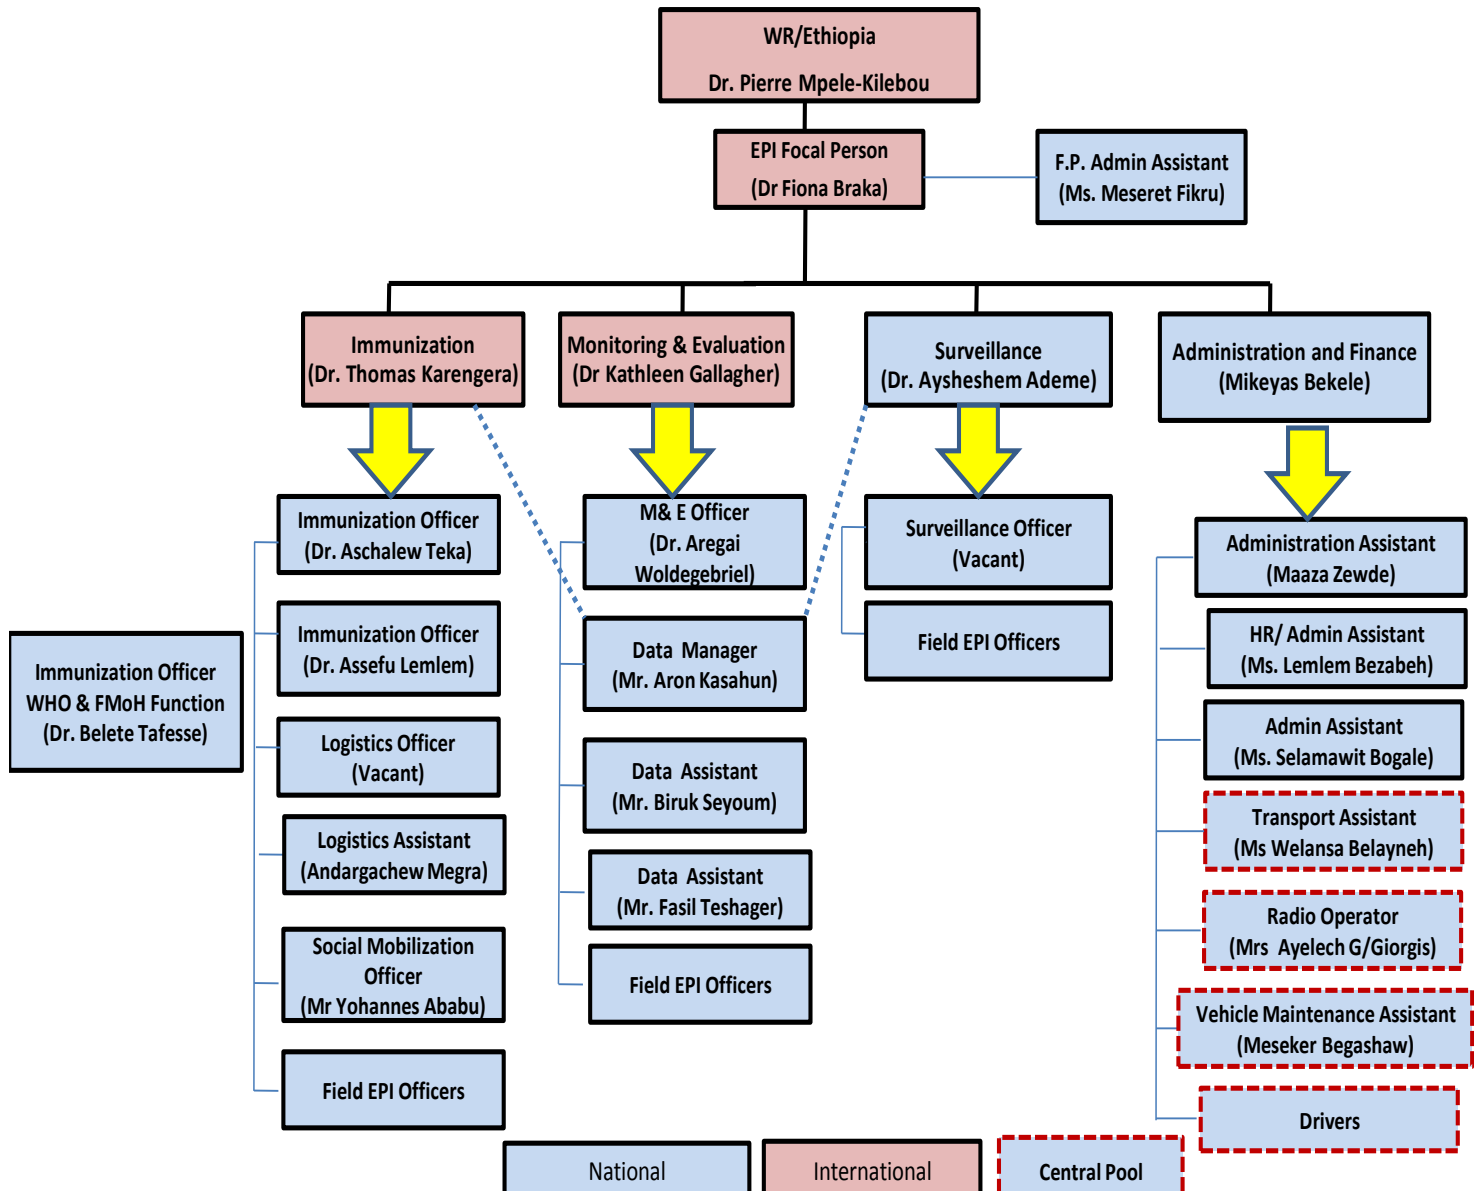 WR/Ethiopia
Dr. Pierre Mpele-Kilebou
EPI Focal Person
(Dr Fiona Braka)
F.P. Admin Assistant
(Ms. Meseret Fikru)
Immunization
(Dr. Thomas Karengera)
Monitoring & Evaluation
(Dr Kathleen Gallagher)
Surveillance
(Dr. Aysheshem Ademe)
Administration and Finance
(Mikeyas Bekele)
Immunization Officer
WHO & FMoH Function
(Dr. Belete Tafesse)
Immunization Officer
(Dr. Aschalew Teka)
Immunization Officer
(Dr. Assefu Lemlem)
Logistics Officer
(Vacant)
Logistics Assistant
(Andargachew Megra)
Social Mobilization
Officer
(Mr Yohannes Ababu)
Field EPI Officers
M& E Officer
(Dr. Aregai
Woldegebriel)
Data Manager
(Mr. Aron Kasahun)
Data Assistant
(Mr. Biruk Seyoum)
Data Assistant
(Mr. Fasil Teshager)
Field EPI Officers
Surveillance Officer
(Vacant)
Field EPI Officers
Administration Assistant
(Maaza Zewde)
HR/ Admin Assistant
(Ms. Lemlem Bezabeh)
Admin Assistant
(Ms. Selamawit Bogale)
Transport Assistant
(Ms Welansa Belayneh)
Radio Operator
(Mrs Ayelech G/Giorgis)
Vehicle Maintenance Assistant
(Meseker Begashaw)
Drivers
National
International
Central Pool